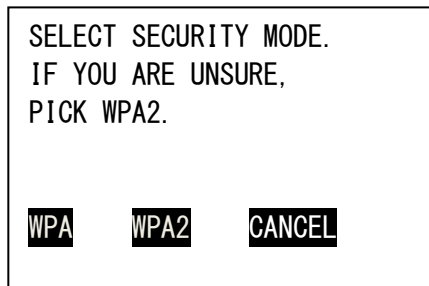 SELECT SECURITY MODE.
IF YOU ARE UNSURE,
PICK WPA2.
WPA WPA2 CANCEL